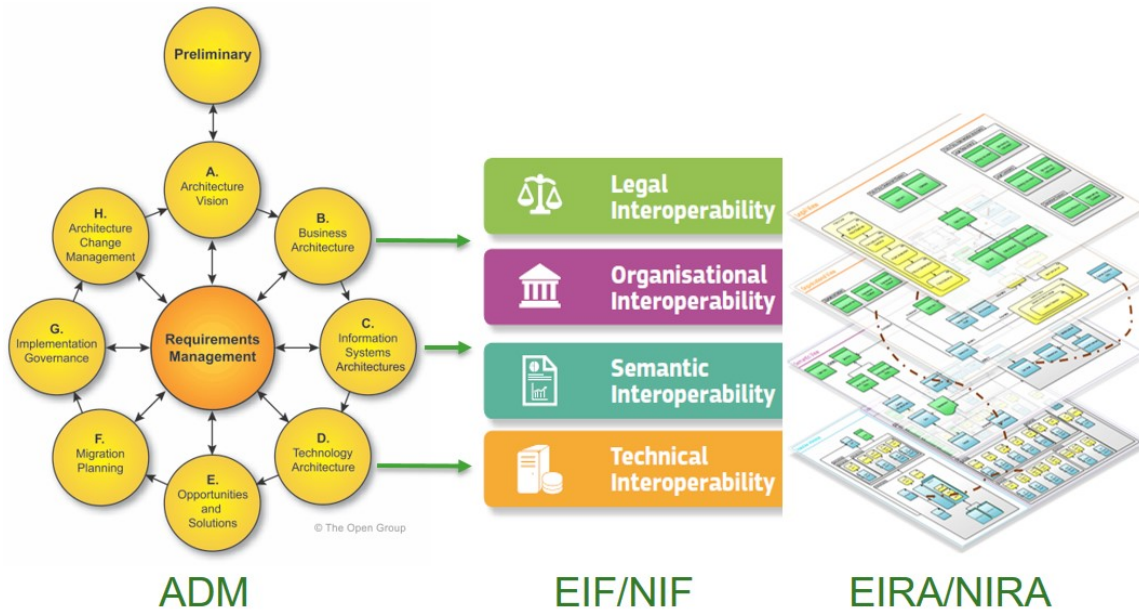 Preliminary
A.
Architecture
Vision
B.
Business
Architecture
C.
Information
Systems
Architectures
D.
Technology
Architecture
E.
Opportunities
and
Solutions
F.
Migration
Planning
G.
Implementation
Governance
H.
Architecture
Change
Management
Requirements
Management
© The Open Group
Legal
Interoperability
Organisational
Interoperability
Semantic
Interoperability
Technical
Interoperability
ADM
EIF/NIF
EIRA/NIRA